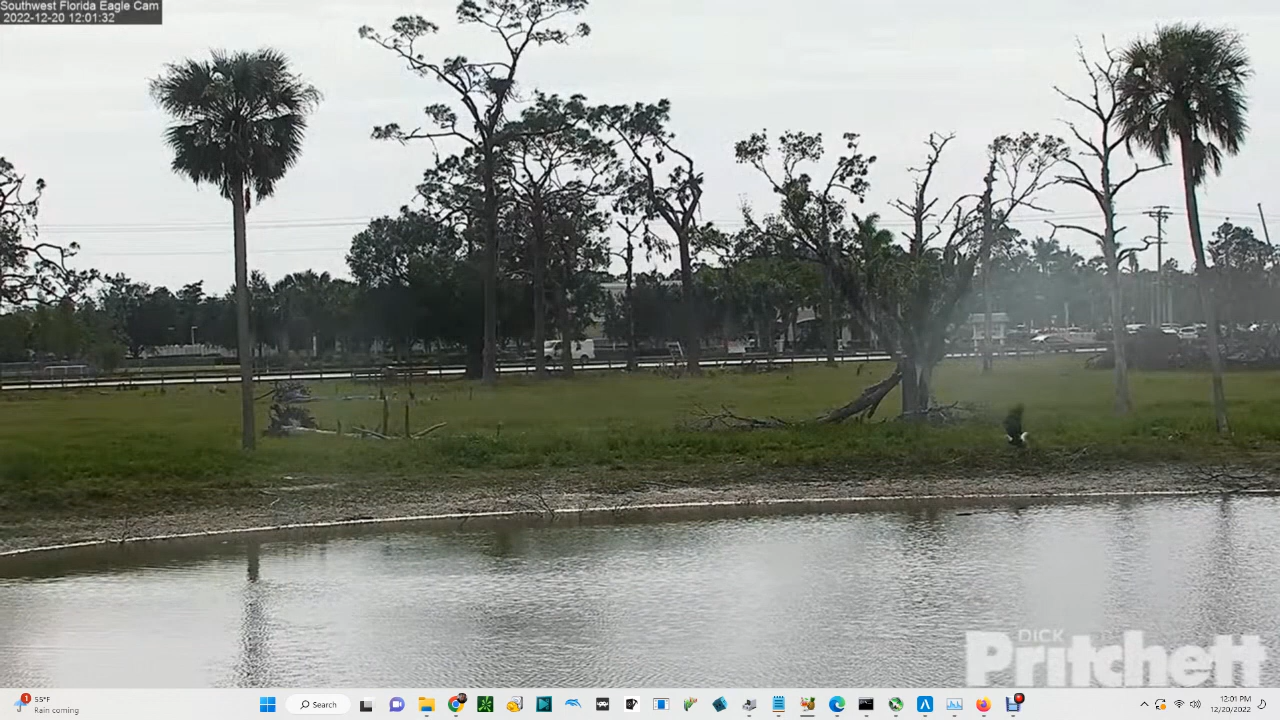 Southwest Florida Eagle Cam
2022-12-20 12:01:32
DICK
Pritchett
1
55°F
Rain coming
Search
12:01 PM
12/20/2022